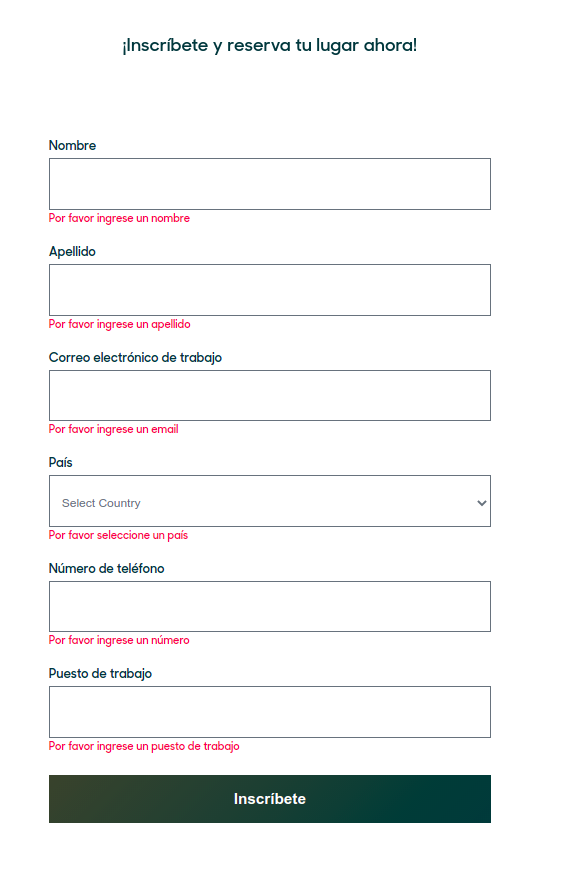 ¡Inscríbete y reserva tu lugar ahora!
Nombre
Por favor ingrese un nombre
Apellido
Por favor ingrese un apellido
Correo electrónico de trabajo
Por favor ingrese un email
País
Select Country
Por favor seleccione un país
Número de teléfono
Por favor ingrese un número
Puesto de trabajo
Por favor ingrese un puesto de trabajo
Inscríbete